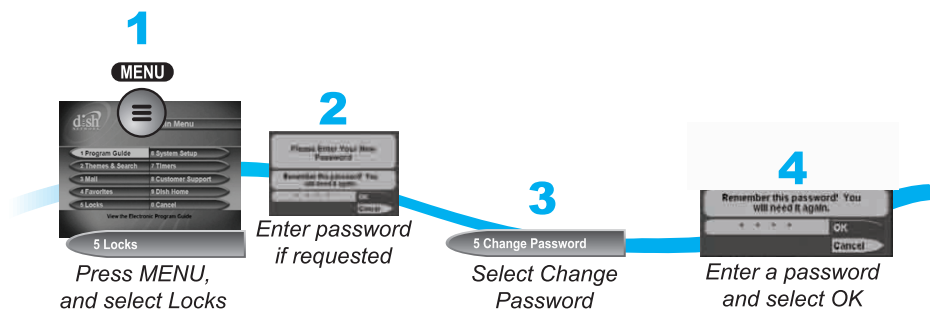 1
MENU
dish
NETWORK
Main Menu
1 Program Guide
6 System Setup
2 Themes & Search
7 Timers
3 Mail
8 Customer Support
4 Favorites
9 Dish Home
5 Locks
0 Cancel
View the Electronic Program Guide
5 Locks
Press MENU,
and select Locks
2
Please Enter Your New
Password
Remember this password! You
will need it again.
* * * *
OK
Cancel
Enter password
if requested
3
5 Change Password
Select Change
Password
4
Remember this password! You
will need it again.
* * * *
OK
Cancel
Enter a password
and select OK